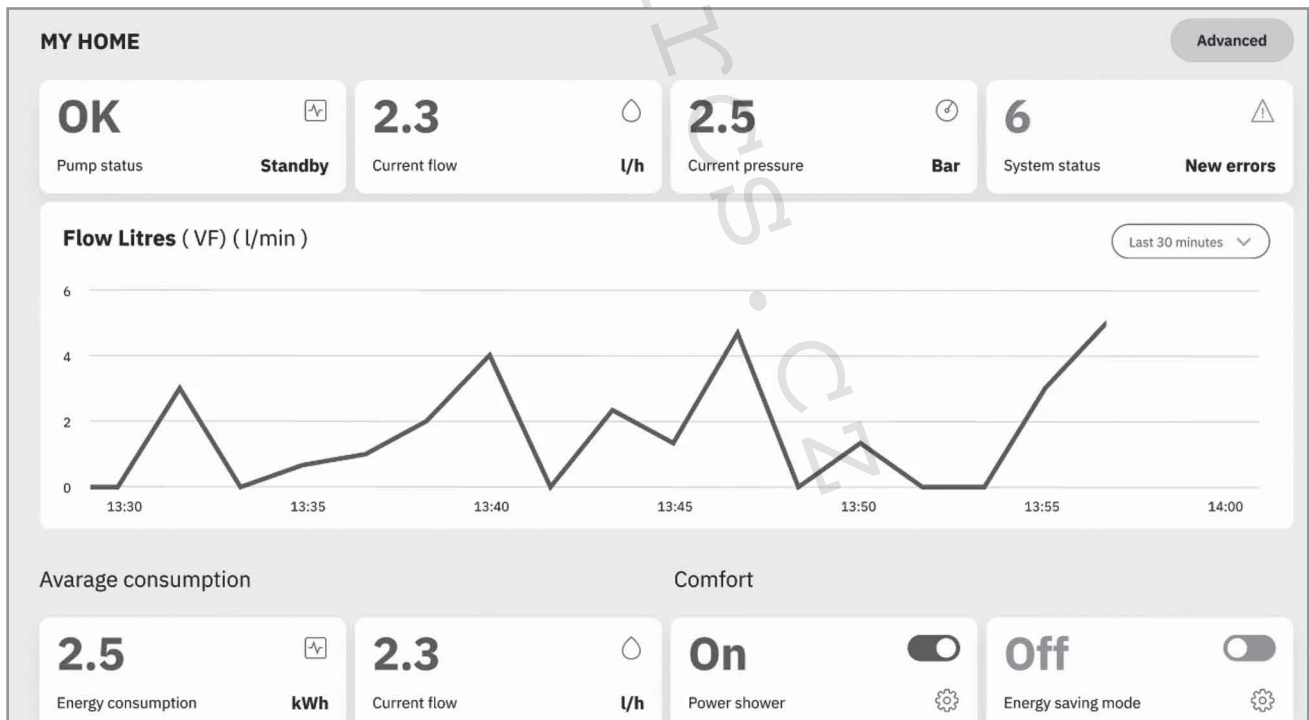 MY HOME
Advanced
OK
Pump status Standby
2.3
Current flow l/h
2.5
Current pressure Bar
6
System status New errors
Flow Litres ( VF) ( l/min )
Last 30 minutes
6
4
2
0
13:30 13:35 13:40 13:45 13:50 13:55 14:00
Avarage consumption
Comfort
2.5
Energy consumption kWh
2.3
Current flow l/h
On
Power shower
Off
Energy saving mode
rcs.cz